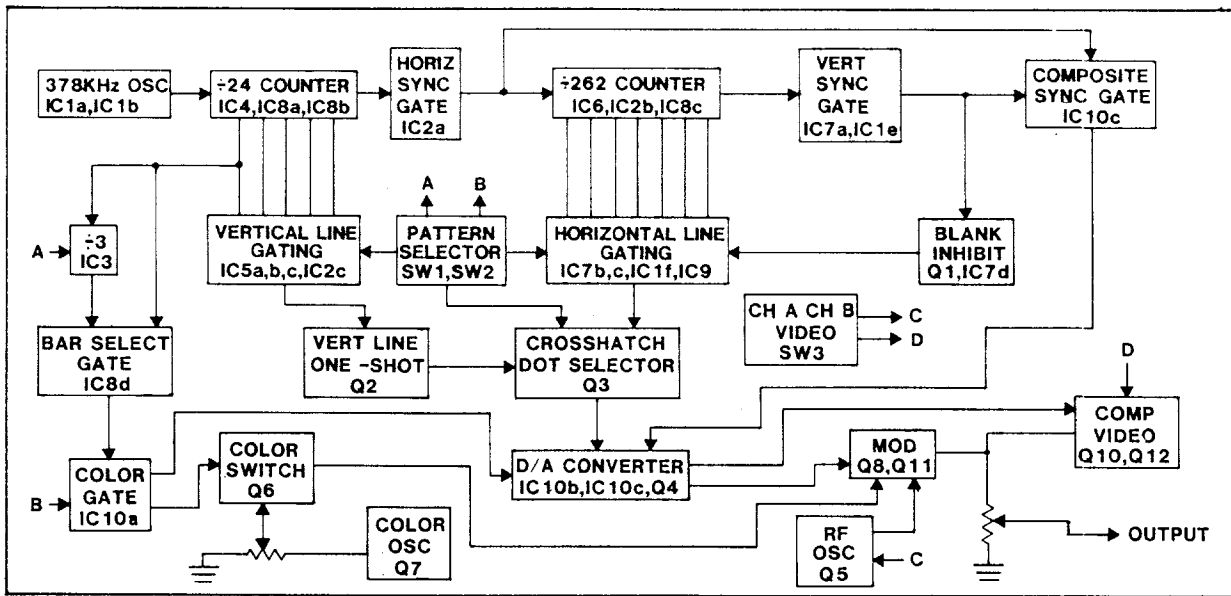 378KHz OSC
IC1a,IC1b
÷24 COUNTER
IC4,IC8a,IC8b
HORIZ
SYNC
GATE
IC2a
÷262 COUNTER
IC6,IC2b,IC8c
VERT
SYNC
GATE
IC7a,IC1e
COMPOSITE
SYNC GATE
IC10c
A
B
A
÷3
IC3
VERTICAL LINE
GATING
IC5a,b,c,IC2c
PATTERN
SELECTOR
SW1,SW2
HORIZONTAL LINE
GATING
IC7b,c,IC1f,IC9
BLANK
INHIBIT
Q1,IC7d
BAR SELECT
GATE
IC8d
VERT LINE
ONE-SHOT
Q2
CROSSHATCH
DOT SELECTOR
Q3
CH A CH B
VIDEO
SW3
C
D
D
B
COLOR
GATE
IC10a
COLOR
SWITCH
Q6
D/A CONVERTER
IC10b,IC10c,Q4
MOD
Q8,Q11
COMP
VIDEO
Q10,Q12
COLOR
OSC
Q7
RF
OSC
Q5
C
OUTPUT